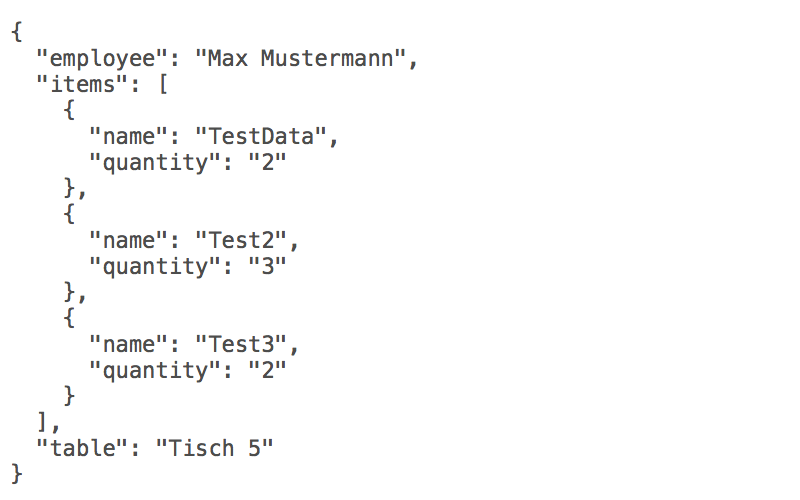 {
  "employee": "Max Mustermann",
  "items": [
    {
      "name": "TestData",
      "quantity": "2"
    },
    {
      "name": "Test2",
      "quantity": "3"
    },
    {
      "name": "Test3",
      "quantity": "2"
    }
  ],
  "table": "Tisch 5"
}